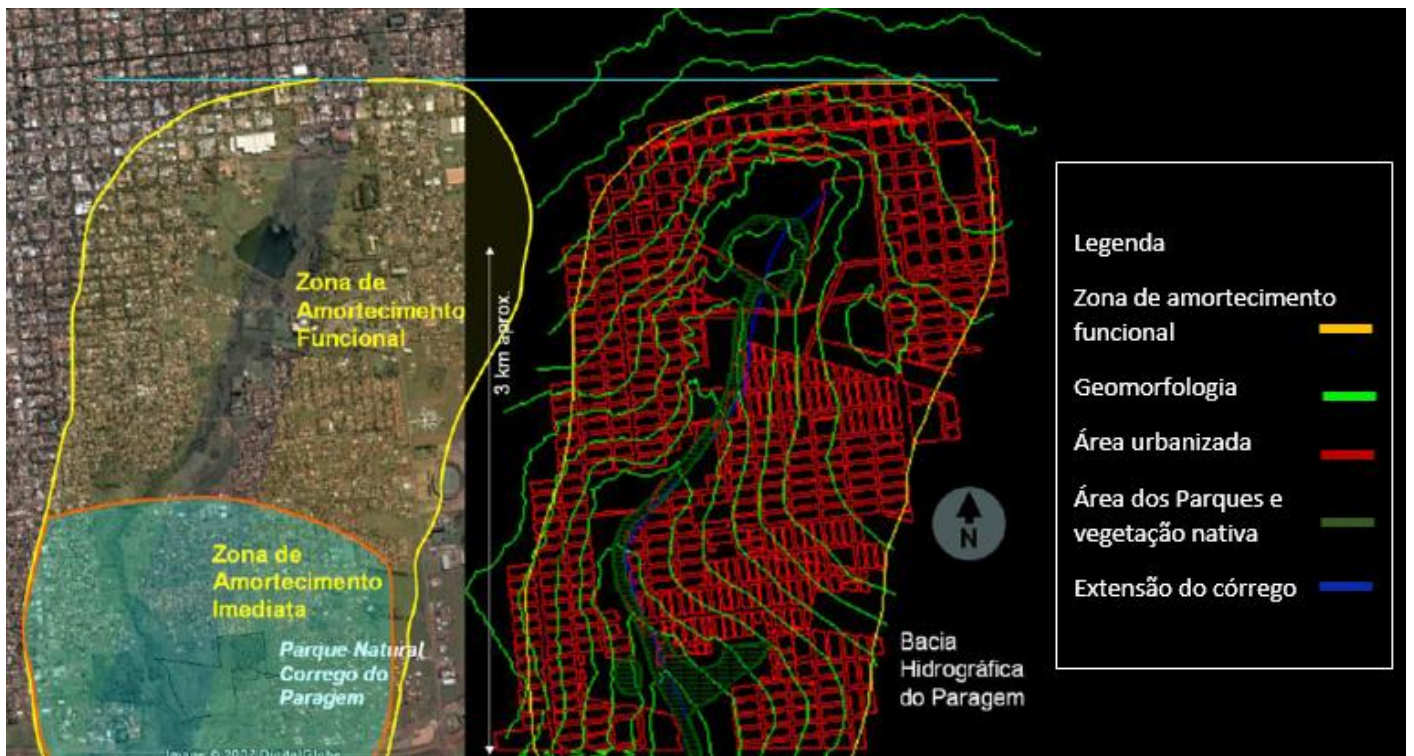 Zona de
Amortecimento
Funcional
3 km aprox.
Zona de
Amortecimento
Imediata
Parque Natural
Corrego do
Paragem
N
Bacia
Hidrográfica
do Paragem
Legenda
Zona de amortecimento
funcional
Geomorfologia
Área urbanizada
Área dos Parques e
vegetação nativa
Extensão do córrego